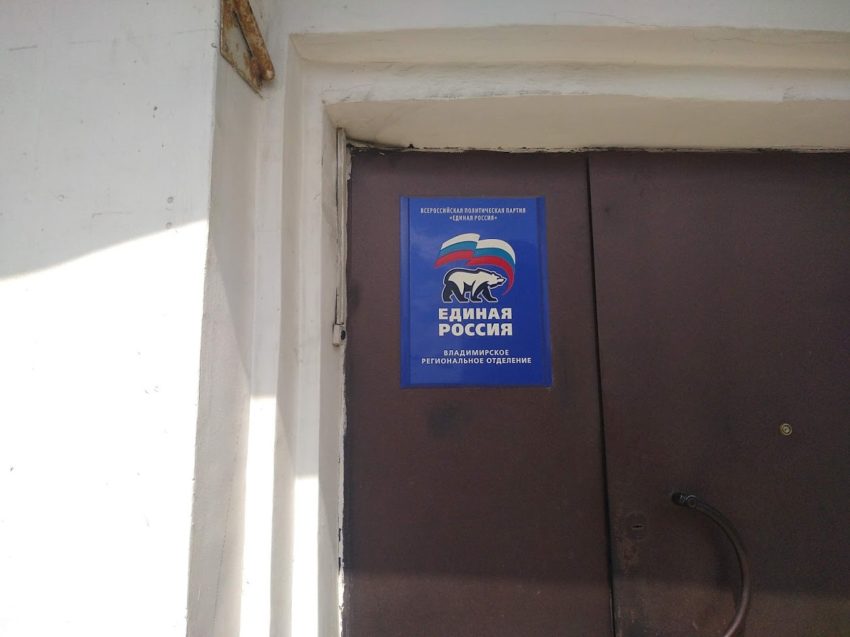 ВСЕРОССИЙСКАЯ ПОЛИТИЧЕСКАЯ ПАРТИЯ
«ЕДИНАЯ РОССИЯ»
ЕДИНАЯ
РОССИЯ
ВЛАДИМИРСКОЕ
РЕГИОНАЛЬНОЕ ОТДЕЛЕНИЕ